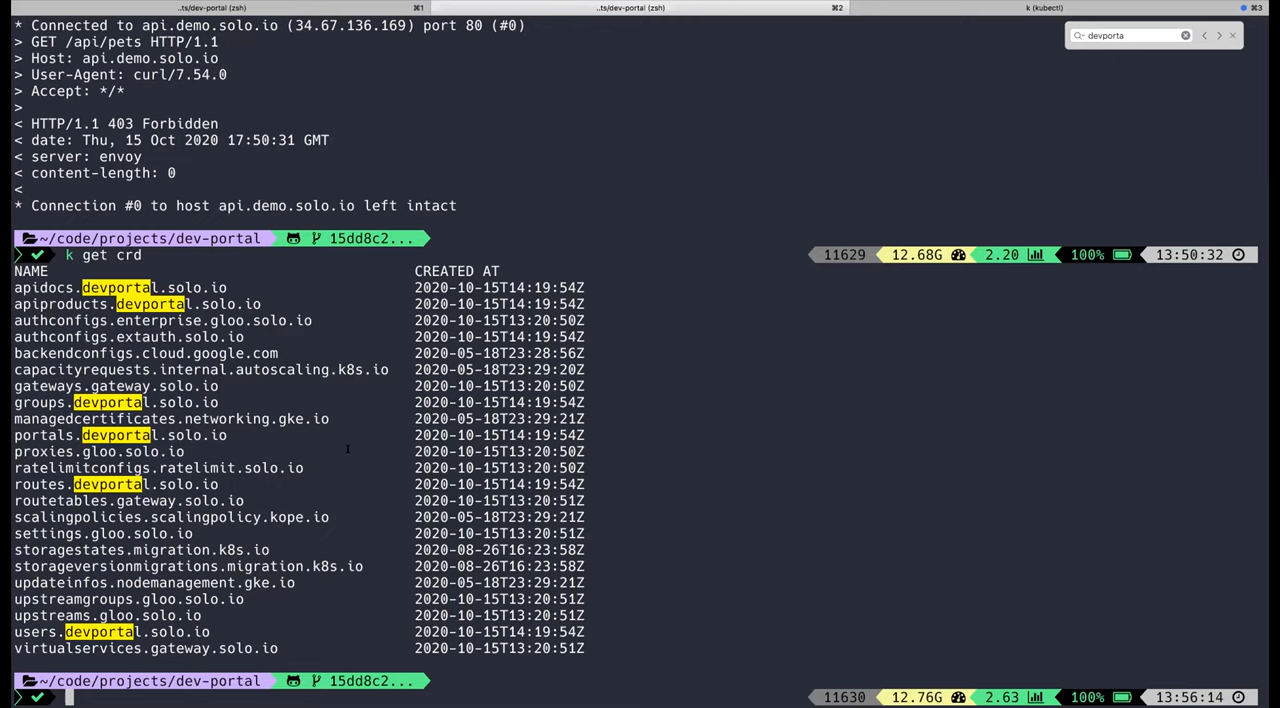 ..ts/dev-portal (zsh) ⌘1 ..ts/dev-portal (zsh) ⌘2 k (kubectl) ⌘3
* Connected to api.demo.solo.io (34.67.136.169) port 80 (#0)
devporta
> GET /api/pets HTTP/1.1
> Host: api.demo.solo.io
> User-Agent: curl/7.54.0
> Accept: */*
>
< HTTP/1.1 403 Forbidden
< date: Thu, 15 Oct 2020 17:50:31 GMT
< server: envoy
< content-length: 0
<
* Connection #0 to host api.demo.solo.io left intact
~/code/projects/dev-portal 15dd8c2...
k get crd 11629 12.68G 2.20 100% 13:50:32
NAME CREATED AT
apidocs.devportal.solo.io 2020-10-15T14:19:54Z
apiproducts.devportal.solo.io 2020-10-15T14:19:54Z
authconfigs.enterprise.gloo.solo.io 2020-10-15T13:20:50Z
authconfigs.extauth.solo.io 2020-10-15T14:19:54Z
backendconfigs.cloud.google.com 2020-05-18T23:28:56Z
capacityrequests.internal.autoscaling.k8s.io 2020-05-18T23:29:20Z
gateways.gateway.solo.io 2020-10-15T13:20:50Z
groups.devportal.solo.io 2020-10-15T14:19:54Z
managedcertificates.networking.gke.io 2020-05-18T23:29:21Z
portals.devportal.solo.io 2020-10-15T14:19:54Z
proxies.gloo.solo.io 2020-10-15T13:20:50Z
ratelimitconfigs.ratelimit.solo.io 2020-10-15T13:20:50Z
routes.devportal.solo.io 2020-10-15T14:19:54Z
routetables.gateway.solo.io 2020-10-15T13:20:51Z
scalingpolicies.scalingpolicy.kope.io 2020-05-18T23:29:21Z
settings.gloo.solo.io 2020-10-15T13:20:51Z
storagestates.migration.k8s.io 2020-08-26T16:23:58Z
storageversionmigrations.migration.k8s.io 2020-08-26T16:23:58Z
updateinfos.nodemanagement.gke.io 2020-05-18T23:29:21Z
upstreamgroups.gloo.solo.io 2020-10-15T13:20:51Z
upstreams.gloo.solo.io 2020-10-15T13:20:51Z
users.devportal.solo.io 2020-10-15T14:19:54Z
virtualservices.gateway.solo.io 2020-10-15T13:20:51Z
~/code/projects/dev-portal 15dd8c2...
11630 12.76G 2.63 100% 13:56:14